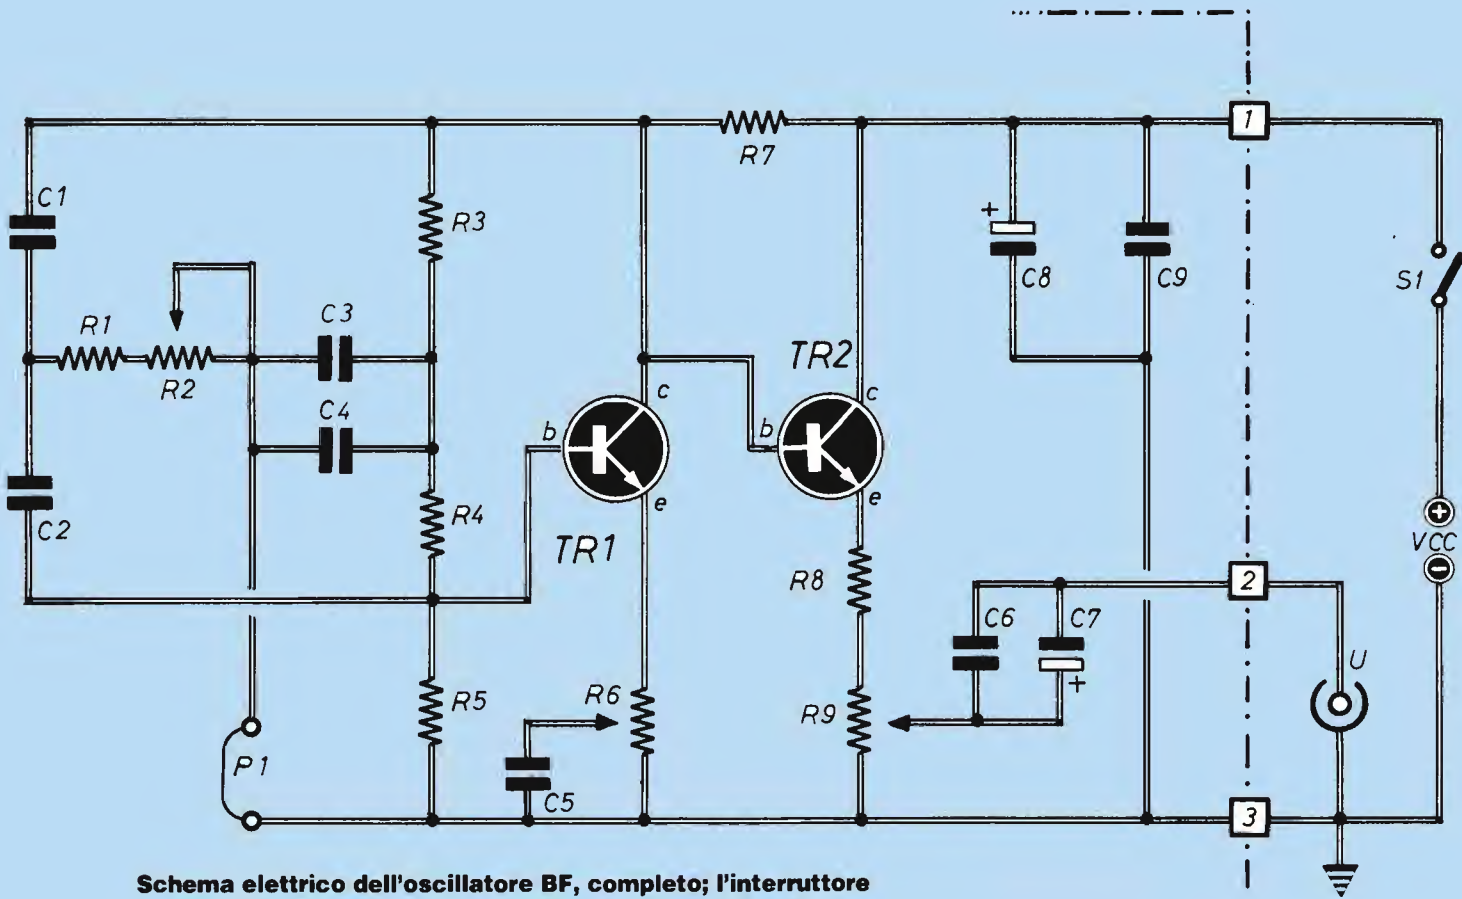 1
R7
C1
R3
C8
C9
S1
+
R1
R2
C3
C4
TR2
c
b
e
c
b
e
C2
R4
TR1
R8
VCC
+
−
2
C6
C7
+
U
R5
R6
R9
P1
C5
3
Schema elettrico dell'oscillatore BF, completo; l'interruttore